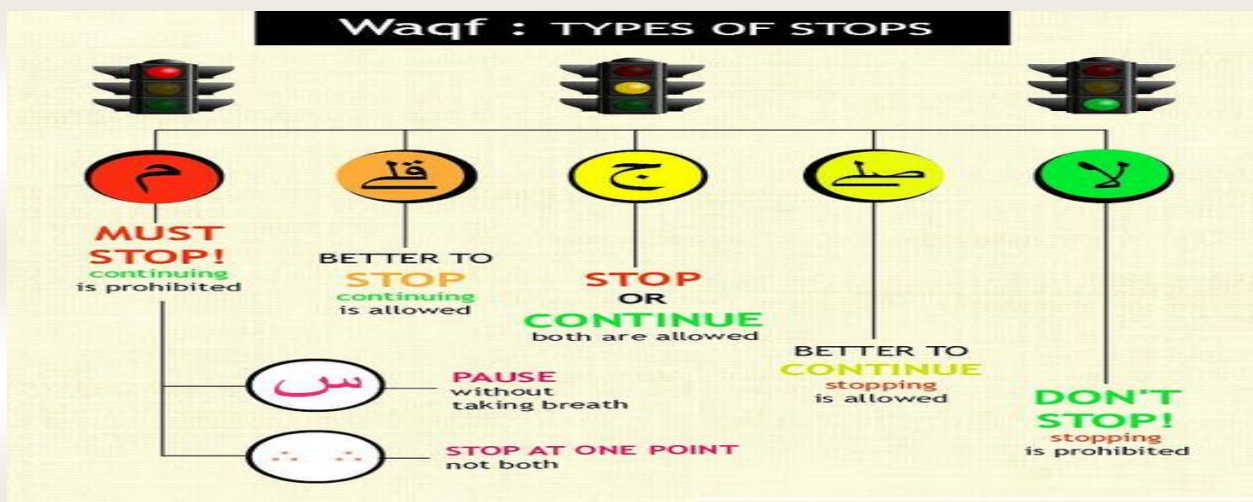 Waqf : TYPES OF STOPS
م
MUST
STOP!
continuing
is prohibited
قلے
BETTER TO
STOP
continuing
is allowed
ج
STOP
OR
CONTINUE
both are allowed
صلے
BETTER TO
CONTINUE
stopping
is allowed
لا
DON'T
STOP!
stopping
is prohibited
س
PAUSE
without
taking breath
∴ ∴
STOP AT ONE POINT
not both